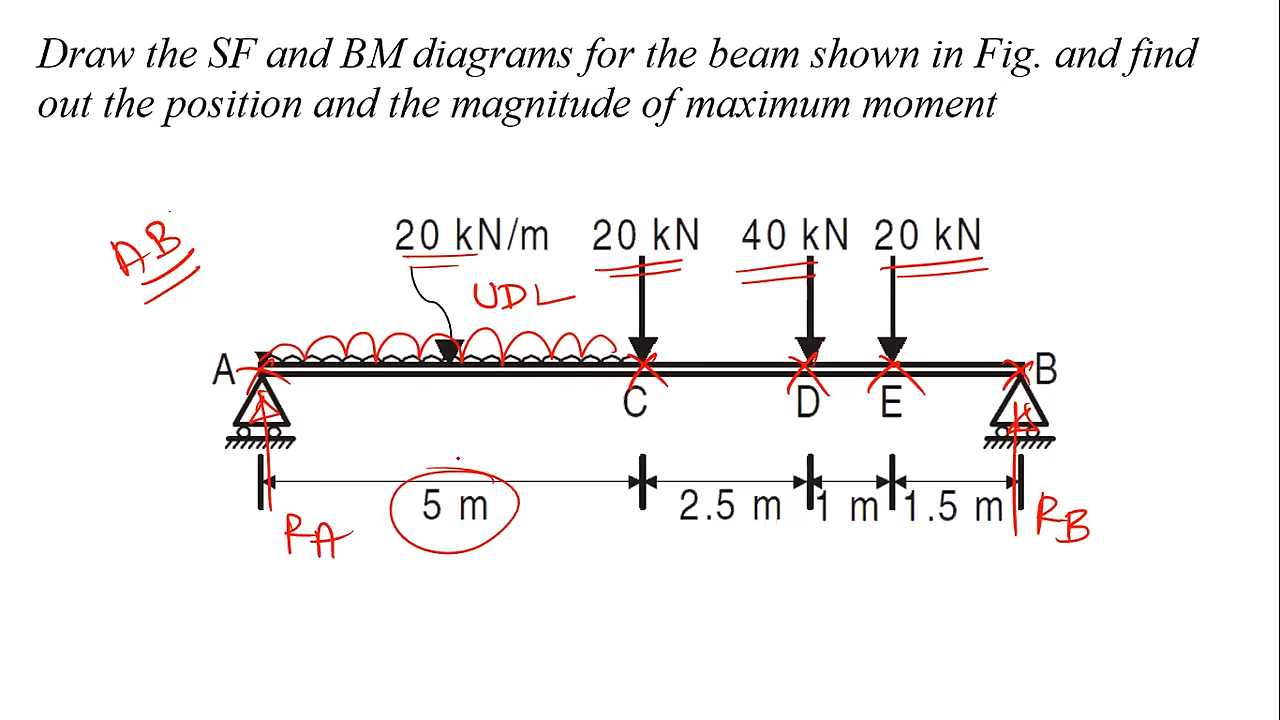 Draw the SF and BM diagrams for the beam shown in Fig. and find
out the position and the magnitude of maximum moment
AB
20 kN/m 20 kN 40 kN 20 kN
UDL
A B
C D E
5 m 2.5 m 1 m 1.5 m
RA RB